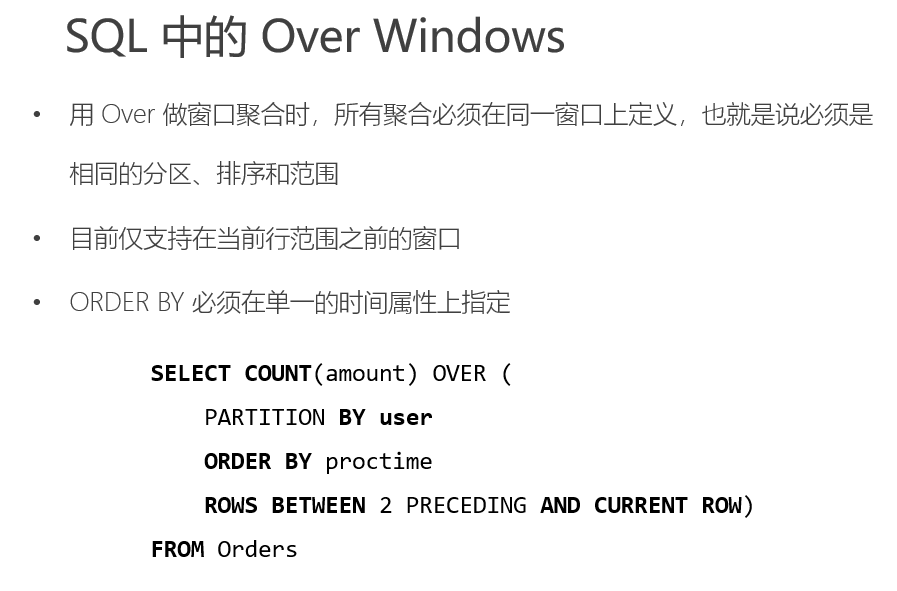 SQL 中的 Over Windows
• 用 Over 做窗口聚合时，所有聚合必须在同一窗口上定义，也就是说必须是
相同的分区、排序和范围
• 目前仅支持在当前行范围之前的窗口
• ORDER BY 必须在单一的时间属性上指定
SELECT COUNT(amount) OVER (
PARTITION BY user
ORDER BY proctime
ROWS BETWEEN 2 PRECEDING AND CURRENT ROW)
FROM Orders